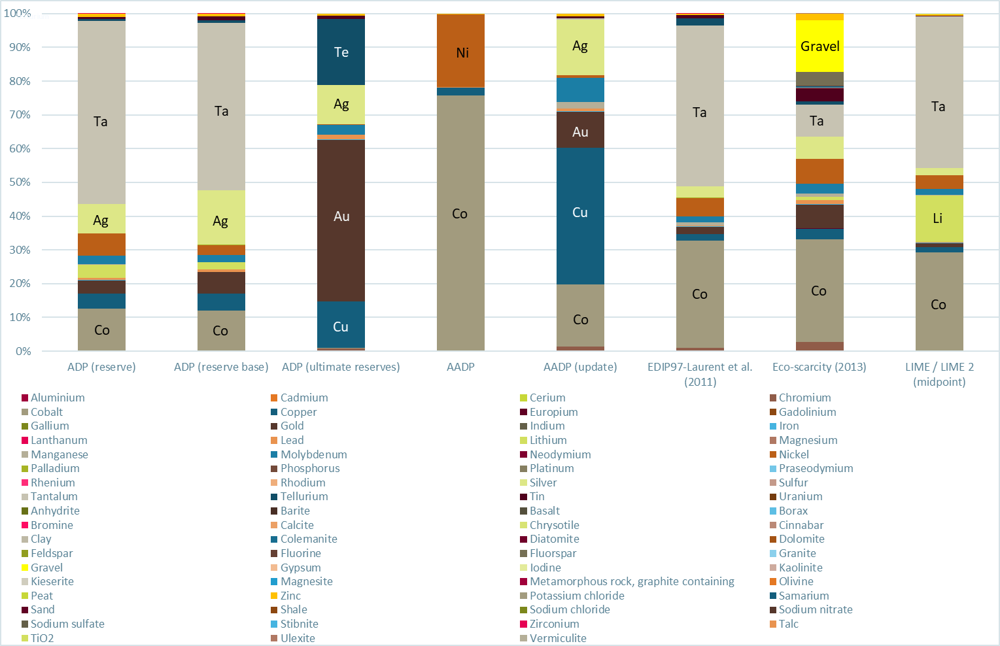 100%
90%
80%
70%
60%
50%
40%
30%
20%
10%
0%
Ta
Ag
Co
Ta
Ag
Co
Te
Ag
Au
Cu
Ni
Co
Ag
Au
Cu
Co
Ta
Co
Gravel
Ta
Co
Ta
Li
Co
ADP (reserve)
ADP (reserve base)
ADP (ultimate reserves)
AADP
AADP (update)
EDIP97-Laurent et al.
(2011)
Eco-scarcity (2013)
LIME / LIME 2
(midpoint)
Aluminium Cadmium Cerium Chromium
Cobalt Copper Europium Gadolinium
Gallium Gold Indium Iron
Lanthanum Lead Lithium Magnesium
Manganese Molybdenum Neodymium Nickel
Palladium Phosphorus Platinum Praseodymium
Rhenium Rhodium Silver Sulfur
Tantalum Tellurium Tin Uranium
Anhydrite Barite Basalt Borax
Bromine Calcite Chrysotile Cinnabar
Clay Colemanite Diatomite Dolomite
Feldspar Fluorine Fluorspar Granite
Gravel Gypsum Iodine Kaolinite
Kieserite Magnesite Metamorphous rock, graphite containing Olivine
Peat Zinc Potassium chloride Samarium
Sand Shale Sodium chloride Sodium nitrate
Sodium sulfate Stibnite Zirconium Talc
TiO2 Ulexite Vermiculite